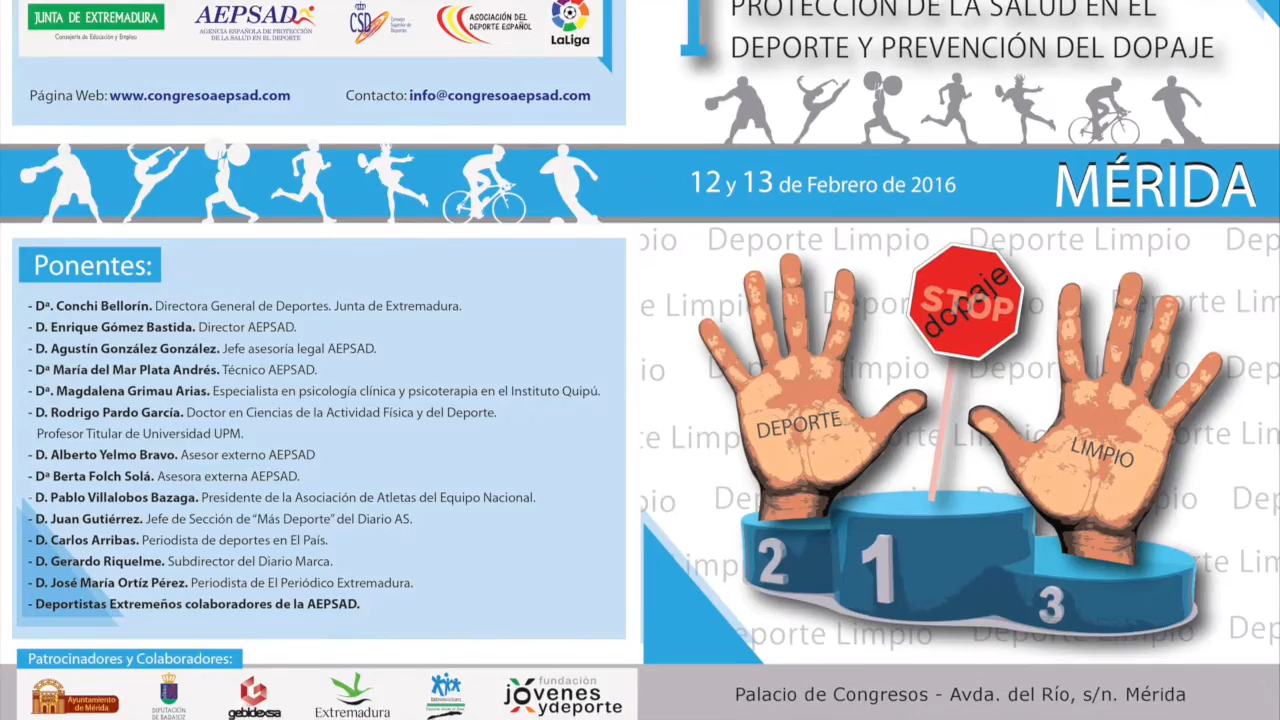 JUNTA DE EXTREMADURA
Consejería de Educación y Empleo
AEPSAD
AGENCIA ESPAÑOLA DE PROTECCIÓN
DE LA SALUD EN EL DEPORTE
CSD
Consejo
Superior de
Deportes
ASOCIACIÓN DEL
DEPORTE ESPAÑOL
LaLiga
Página Web: www.congresoaepsad.com
Contacto: info@congresoaepsad.com
PROTECCIÓN DE LA SALUD EN EL
DEPORTE Y PREVENCIÓN DEL DOPAJE
12 y 13 de Febrero de 2016
MÉRIDA
Ponentes:
- Dª. Conchi Bellorín. Directora General de Deportes. Junta de Extremadura.
- D. Enrique Gómez Bastida. Director AEPSAD.
- D. Agustín González González. Jefe asesoría legal AEPSAD.
- Dª María del Mar Plata Andrés. Técnico AEPSAD.
- Dª. Magdalena Grimau Arias. Especialista en psicología clínica y psicoterapia en el Instituto Quipú.
- D. Rodrigo Pardo García. Doctor en Ciencias de la Actividad Física y del Deporte.
Profesor Titular de Universidad UPM.
- D. Alberto Yelmo Bravo. Asesor externo AEPSAD
- Dª Berta Folch Solá. Asesora externa AEPSAD.
- D. Pablo Villalobos Bazaga. Presidente de la Asociación de Atletas del Equipo Nacional.
- D. Juan Gutiérrez. Jefe de Sección de “Más Deporte” del Diario AS.
- D. Carlos Arribas. Periodista de deportes en El País.
- D. Gerardo Riquelme. Subdirector del Diario Marca.
- D. José María Ortíz Pérez. Periodista de El Periódico Extremadura.
- Deportistas Extremeños colaboradores de la AEPSAD.
Patrocinadores y Colaboradores:
Ayuntamiento
de Mérida
DIPUTACIÓN
DE BADAJOZ
gebidexsa
Extremadura
fundación
jóvenes
ydeporte
Deporte Limpio Deporte Limpio
STOP
dopaje
DEPORTE
LIMPIO
2
1
3
Palacio de Congresos - Avda. del Río, s/n. Mérida